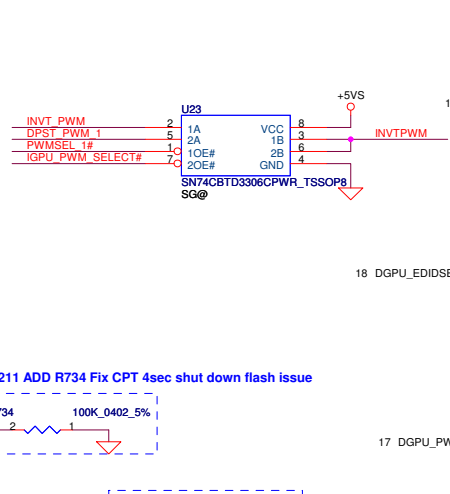 +5VS
1
U23
INVT_PWM 2 1A VCC 8
DPST_PWM_1 5 2A 1B 3 INVTPWM
PWMSEL_1# 1 1OE# 2B 6
IGPU_PWM_SELECT# 7 2OE# GND 4
SN74CBTD3306CPWR_TSSOP8
SG@
18 DGPU_EDIDSE
211 ADD R734 Fix CPT 4sec shut down flash issue
734 100K_0402_5%
2 1
17 DGPU_PW